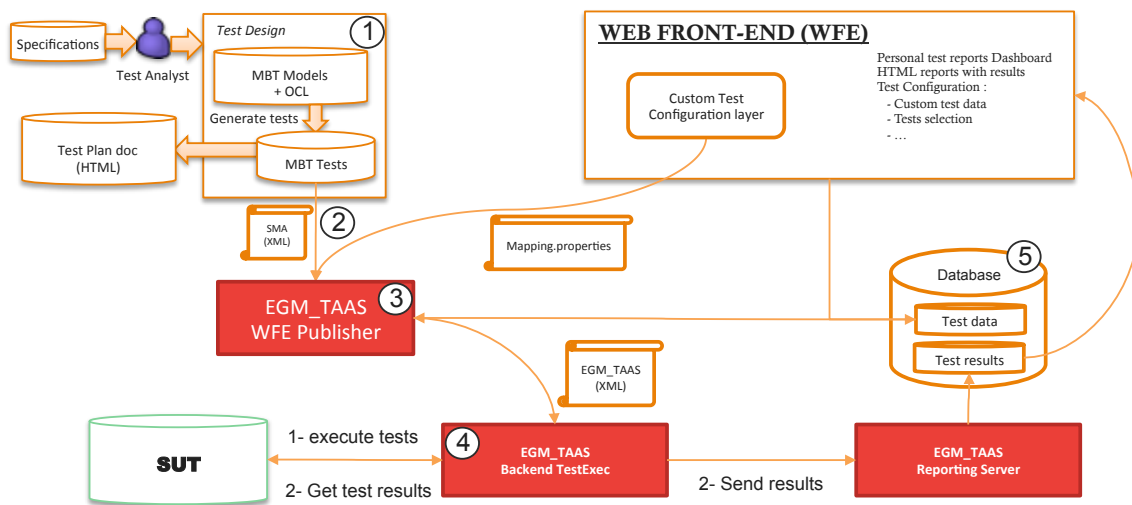 Specifications
Test Analyst
Test Design
1
MBT Models
+ OCL
Generate tests
MBT Tests
Test Plan doc
(HTML)
WEB FRONT-END (WFE)
Personal test reports Dashboard
HTML reports with results
Test Configuration :
- Custom test data
- Tests selection
- ...
Custom Test
Configuration layer
SMA
(XML)
2
Mapping.properties
EGM_TAAS
WFE Publisher
3
5
Database
Test data
Test results
EGM_TAAS
(XML)
SUT
1- execute tests
2- Get test results
4
EGM_TAAS
Backend TestExec
2- Send results
EGM_TAAS
Reporting Server